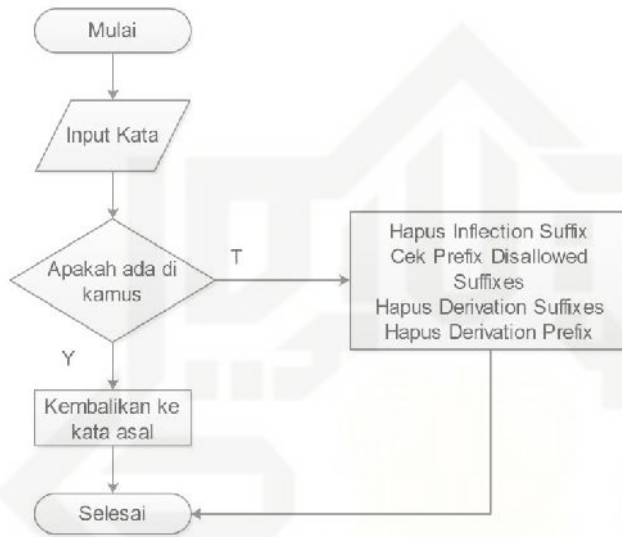 Mulai
Input Kata
Apakah ada di
kamus
T
Hapus Inflection Suffix
Cek Prefix Disallowed
Suffixes
Hapus Derivation Suffixes
Hapus Derivation Prefix
Y
Kembalikan ke
kata asal
Selesai